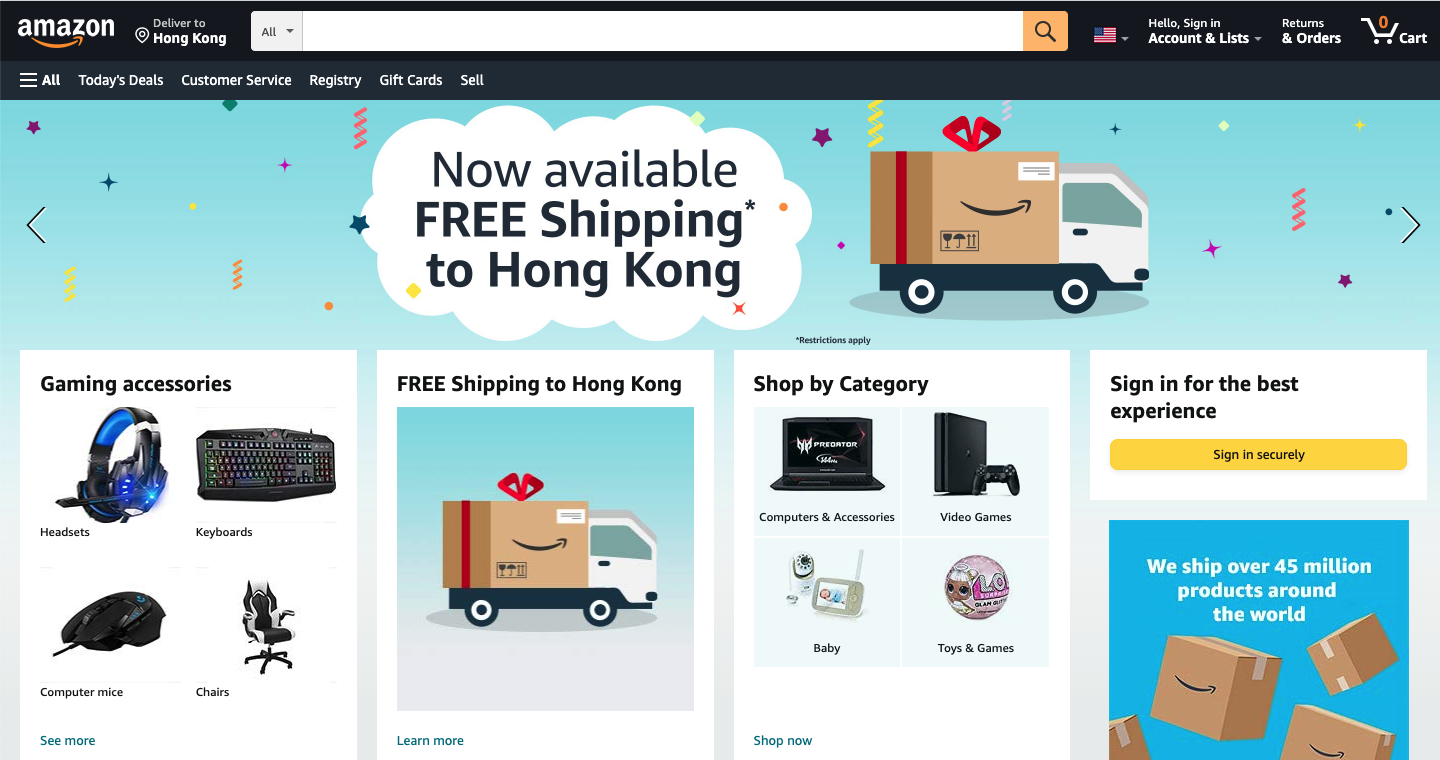 amazon
Deliver to
Hong Kong
All
Hello, Sign in
Account & Lists
Returns
& Orders
0
Cart
All
Today's Deals
Customer Service
Registry
Gift Cards
Sell
Now available
FREE Shipping*
to Hong Kong
*Restrictions apply
Gaming accessories
Headsets
Keyboards
Computer mice
Chairs
See more
FREE Shipping to Hong Kong
Learn more
Shop by Category
PREDATOR
Computers & Accessories
Video Games
L.O.L.
SURPRISE
GLAM GLITTER
Baby
Toys & Games
Shop now
Sign in for the best
experience
Sign in securely
We ship over 45 million
products around
the world